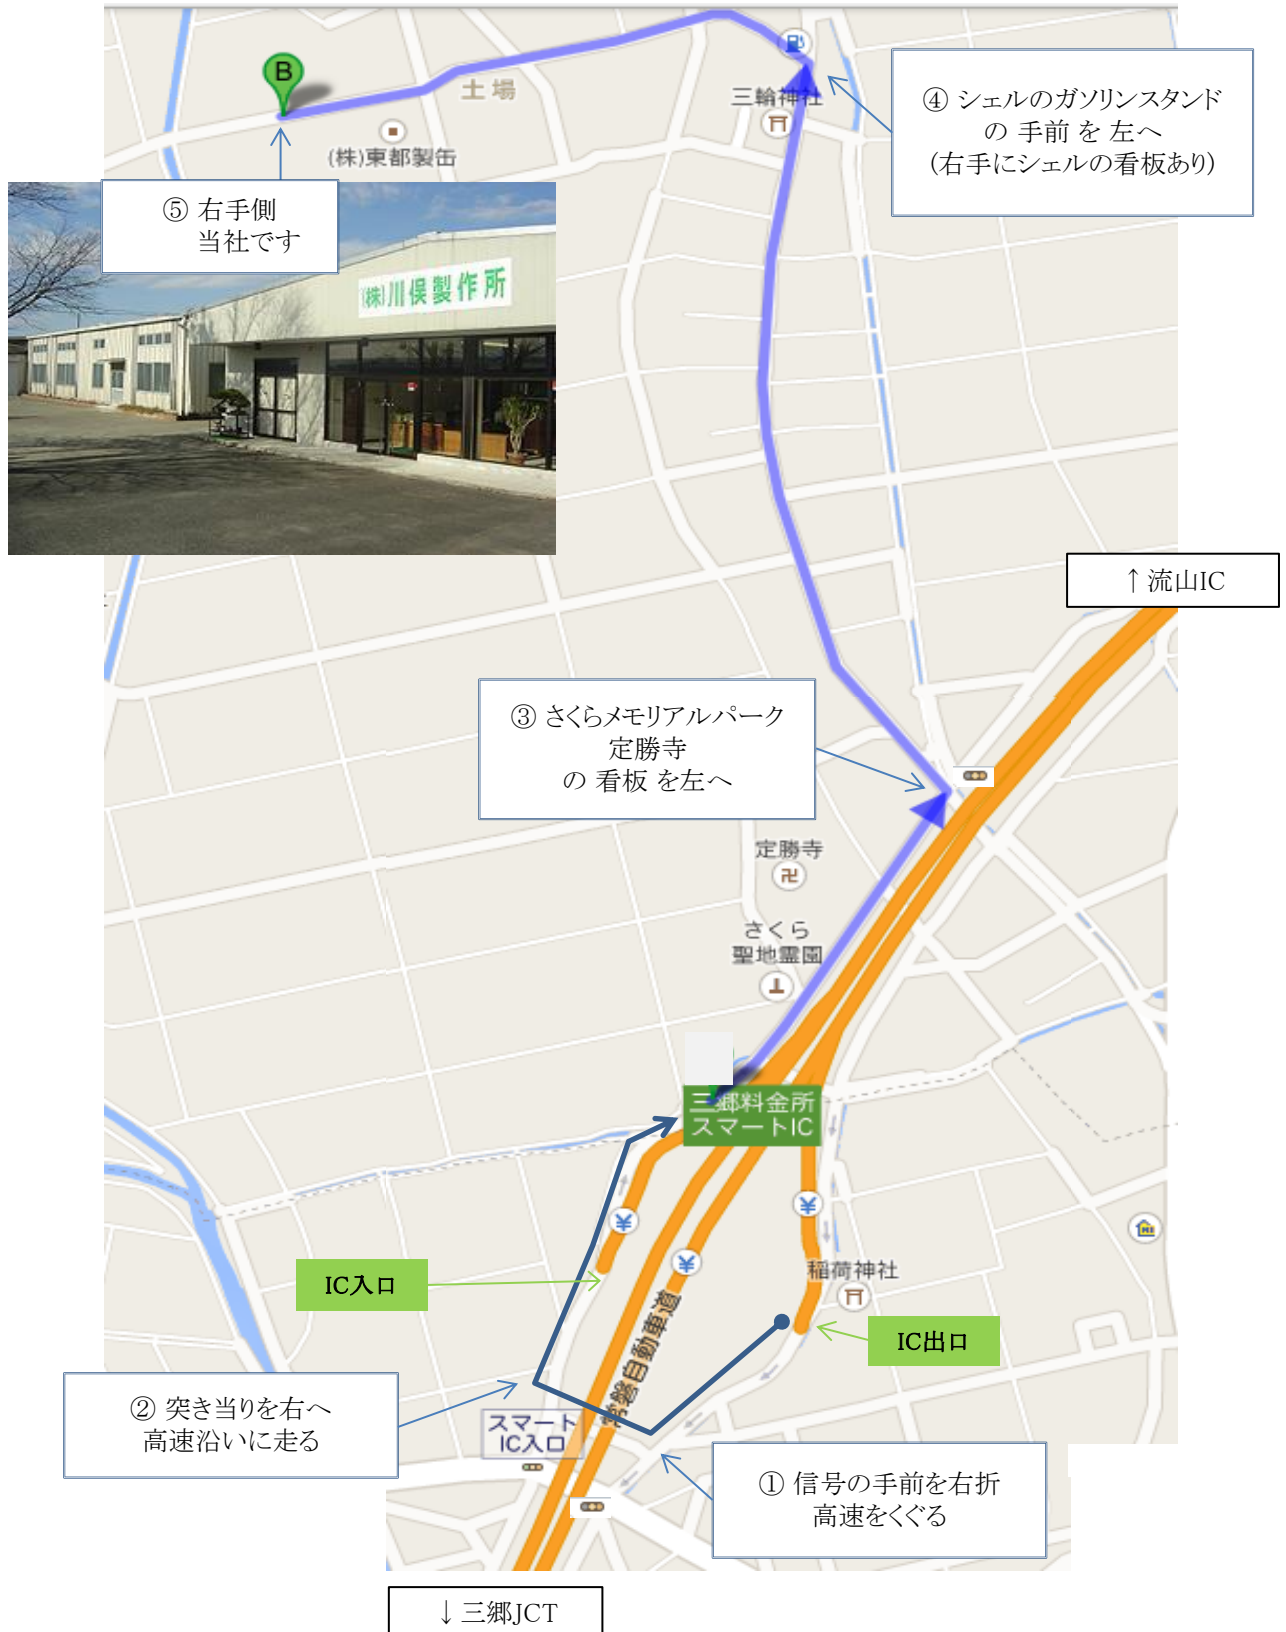 B
土場
三輪神社
(株)東都製缶
④ シェルのガソリンスタンド
の 手前 を 左へ
(右手にシェルの看板あり)
⑤ 右手側
当社です
(株)川俣製作所
↑ 流山IC
③ さくらメモリアルパーク
定勝寺
の 看板 を左へ
定勝寺
卍
さくら
聖地霊園
三郷料金所
スマートIC
¥
¥
¥
稲荷神社
IC入口
IC出口
常磐自動車道
② 突き当りを右へ
高速沿いに走る
スマート
IC入口
① 信号の手前を右折
高速をくぐる
↓ 三郷JCT